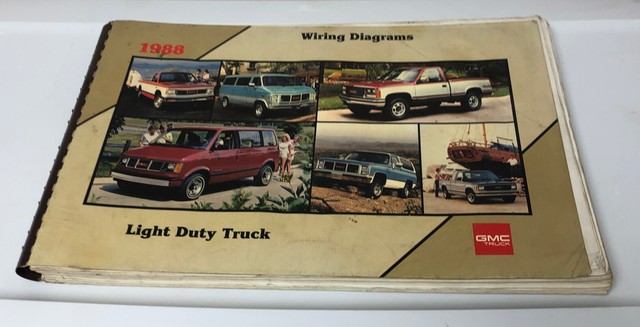 Wiring Diagrams
1988
Light Duty Truck
GMC
TRUCK